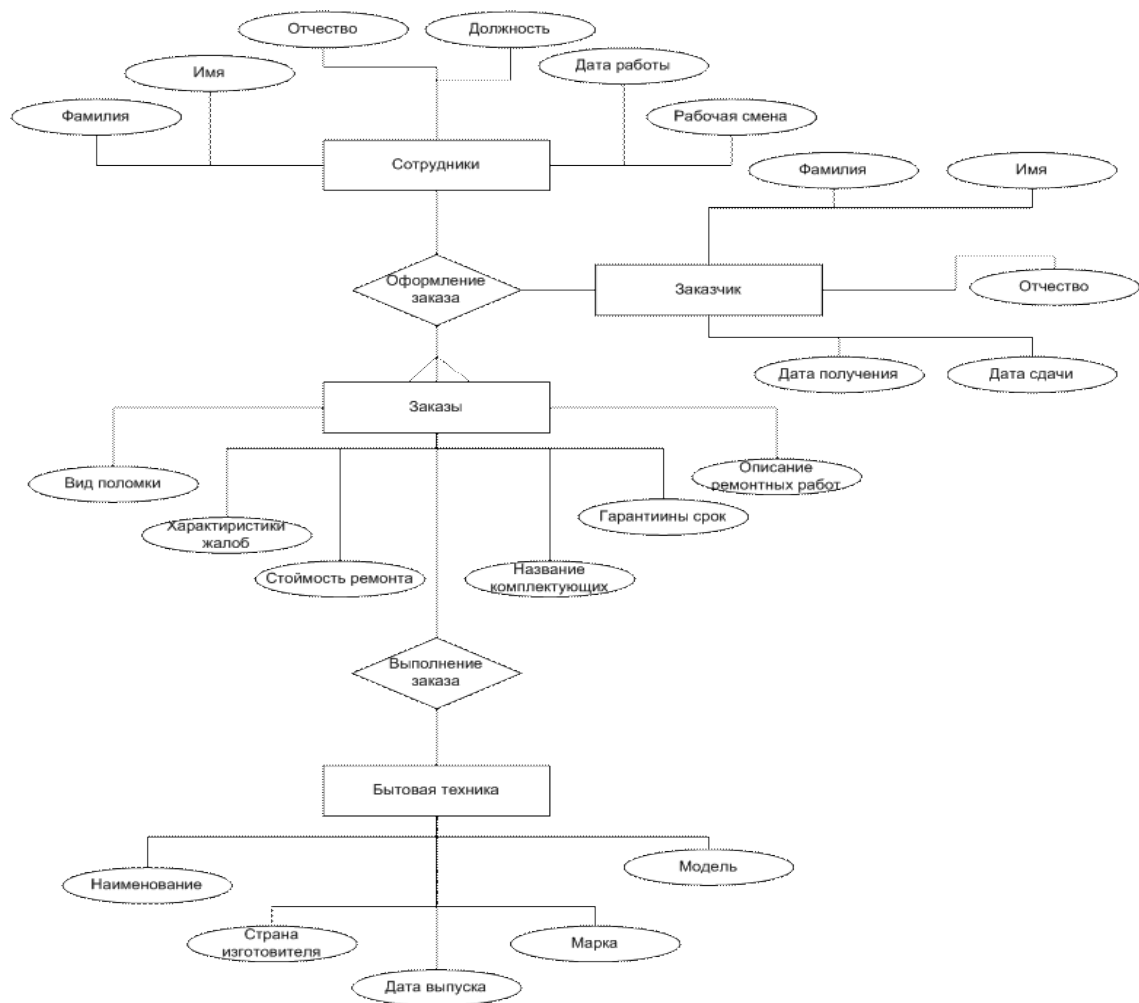 Отчество
Должность
Имя
Дата работы
Фамилия
Рабочая смена
Сотрудники
Фамилия
Имя
Оформление
заказа
Заказчик
Отчество
Дата получения
Дата сдачи
Заказы
Вид поломки
Описание
ремонтных работ
Характиристики
жалоб
Гарантиины срок
Стоймость ремонта
Название
комплектующих
Выполнение
заказа
Бытовая техника
Наименование
Модель
Страна
изготовителя
Марка
Дата выпуска